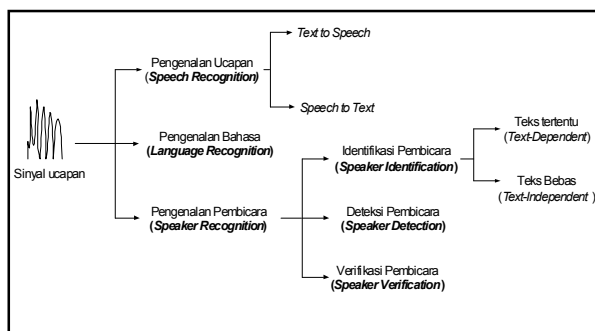 Text to Speech
Pengenalan Ucapan
(Speech Recognition)
Speech to Text
Sinyal ucapan
Pengenalan Bahasa
(Language Recognition)
Pengenalan Pembicara
(Speaker Recognition)
Identifikasi Pembicara
(Speaker Identification)
Teks tertentu
(Text-Dependent)
Teks Bebas
(Text-Independent )
Deteksi Pembicara
(Speaker Detection)
Verifikasi Pembicara
(Speaker Verification)